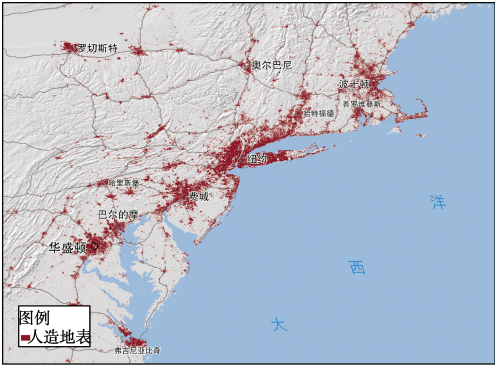 罗切斯特
奥尔巴尼
波士顿
普罗维登斯
哈特福德
纽约
哈里斯堡
费城
巴尔的摩
华盛顿
洋
西
大
图例
人造地表
弗吉尼亚比奇